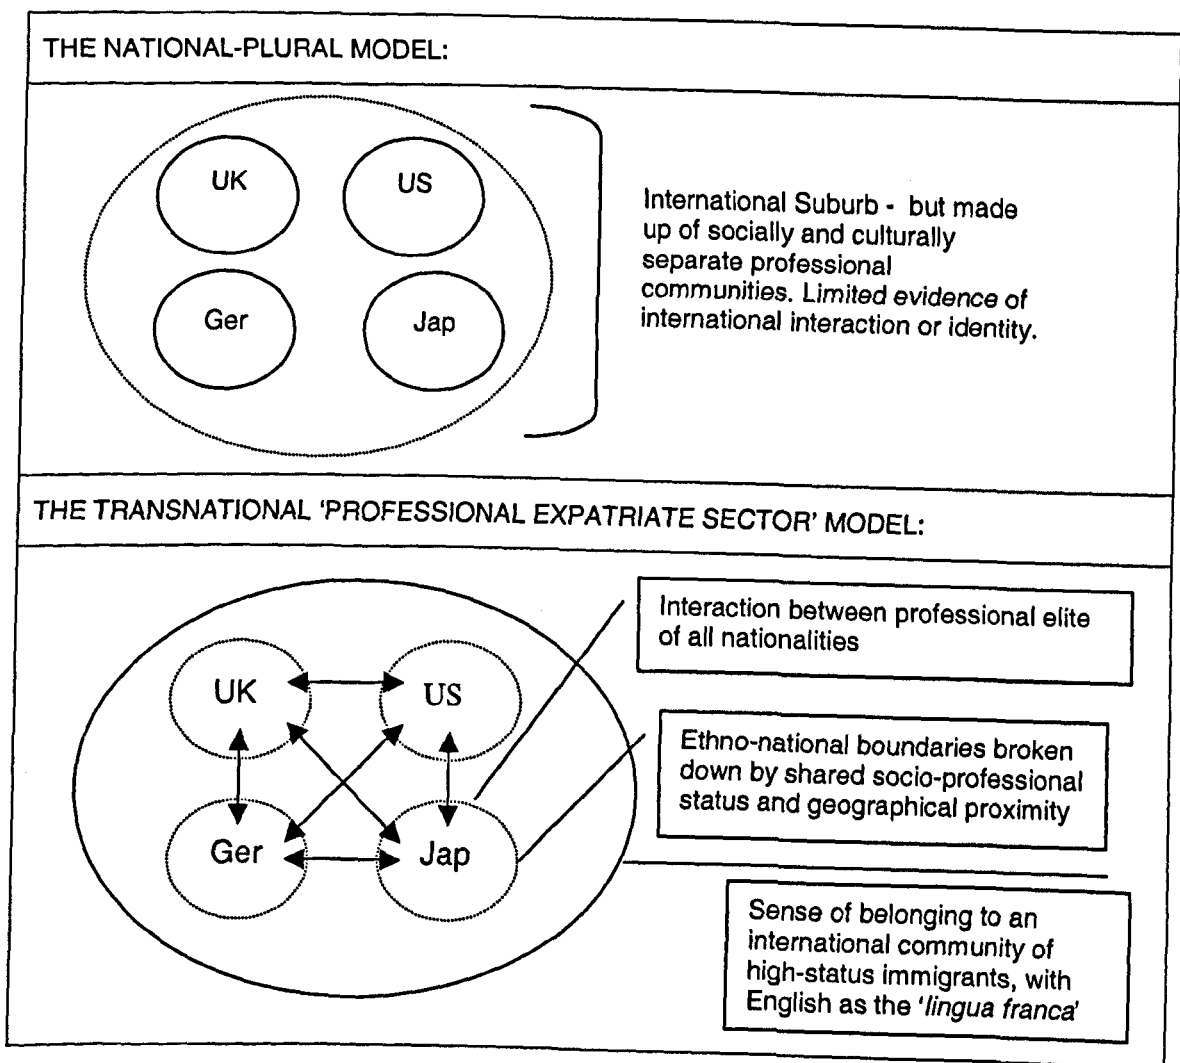 THE NATIONAL-PLURAL MODEL:
UK
US
Ger
Jap
International Suburb - but made
up of socially and culturally
separate professional
communities. Limited evidence of
international interaction or identity.
THE TRANSNATIONAL 'PROFESSIONAL EXPATRIATE SECTOR' MODEL:
UK
US
Ger
Jap
Interaction between professional elite
of all nationalities
Ethno-national boundaries broken
down by shared socio-professional
status and geographical proximity
Sense of belonging to an
international community of
high-status immigrants, with
English as the 'lingua franca'